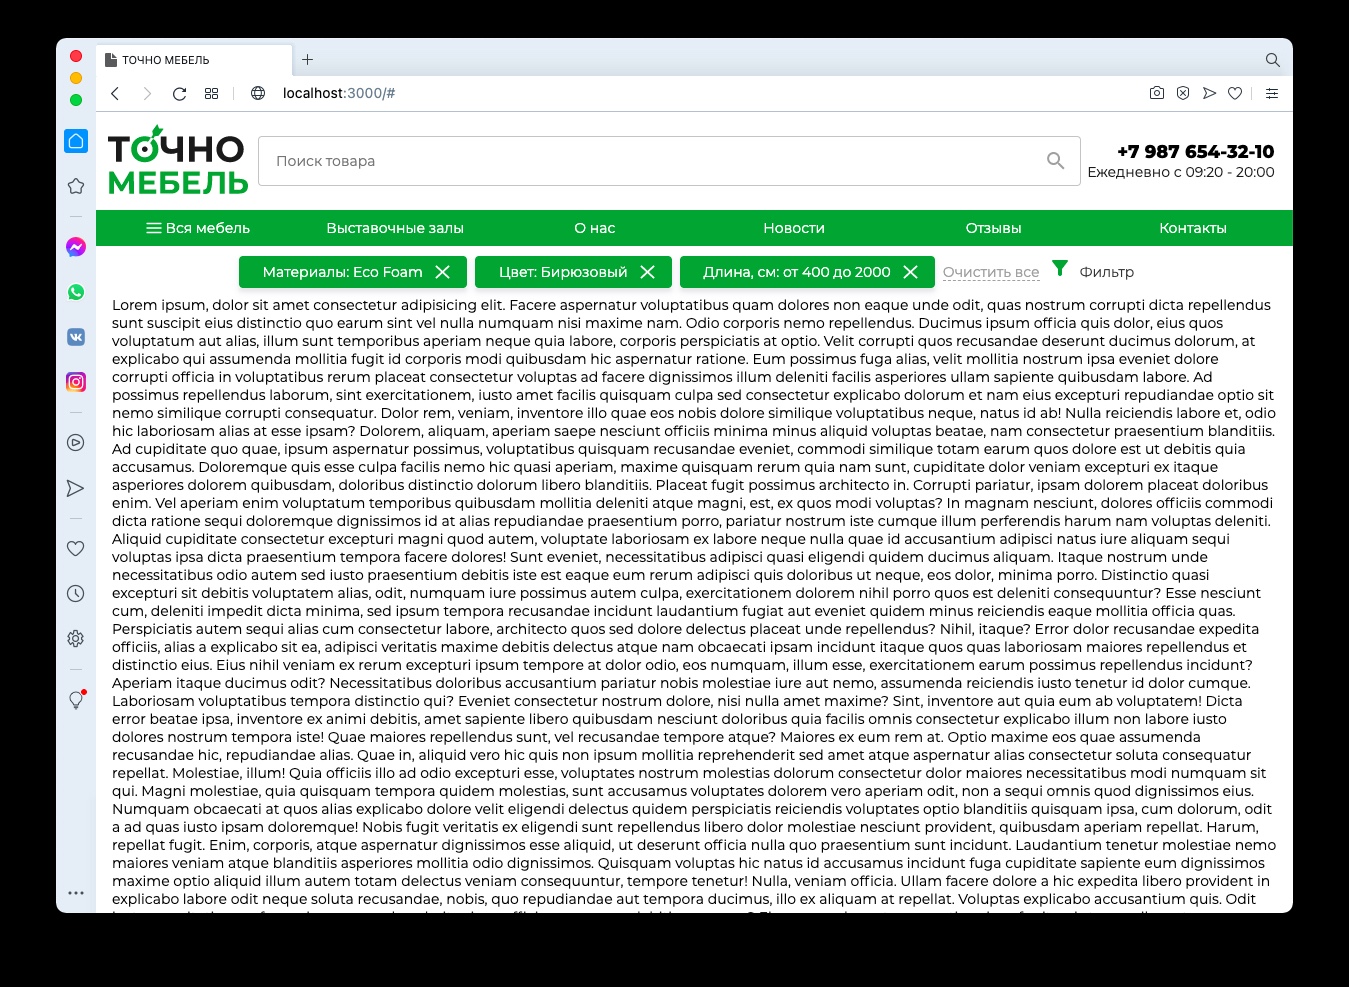 ТОЧНО МЕБЕЛЬ
localhost:3000/#
ТОЧНО
МЕБЕЛЬ
Поиск товара
+7 987 654-32-10
Ежедневно с 09:20 - 20:00
Вся мебель Выставочные залы О нас Новости Отзывы Контакты
Материалы: Eco Foam Цвет: Бирюзовый Длина, см: от 400 до 2000 Очистить все Фильтр
Lorem ipsum, dolor sit amet consectetur adipisicing elit. Facere aspernatur voluptatibus quam dolores non eaque unde odit, quas nostrum corrupti dicta repellendus
sunt suscipit eius distinctio quo earum sint vel nulla numquam nisi maxime nam. Odio corporis nemo repellendus. Ducimus ipsum officia quis dolor, eius quos
voluptatum aut alias, illum sunt temporibus aperiam neque quia labore, corporis perspiciatis at optio. Velit corrupti quos recusandae deserunt ducimus dolorum, at
explicabo qui assumenda mollitia fugit id corporis modi quibusdam hic aspernatur ratione. Eum possimus fuga alias, velit mollitia nostrum ipsa eveniet dolore
corrupti officia in voluptatibus rerum placeat consectetur voluptas ad facere dignissimos illum deleniti facilis asperiores ullam sapiente quibusdam labore. Ad
possimus repellendus laborum, sint exercitationem, iusto amet facilis quisquam culpa sed consectetur explicabo dolorum et nam eius excepturi repudiandae optio sit
nemo similique corrupti consequatur. Dolor rem, veniam, inventore illo quae eos nobis dolore similique voluptatibus neque, natus id ab! Nulla reiciendis labore et, odio
hic laboriosam alias at esse ipsam? Dolorem, aliquam, aperiam saepe nesciunt officiis minima minus aliquid voluptas beatae, nam consectetur praesentium blanditiis.
Ad cupiditate quo quae, ipsum aspernatur possimus, voluptatibus quisquam recusandae eveniet, commodi similique totam earum quos dolore est ut debitis quia
accusamus. Doloremque quis esse culpa facilis nemo hic quasi aperiam, maxime quisquam rerum quia nam sunt, cupiditate dolor veniam excepturi ex itaque
asperiores dolorem quibusdam, doloribus distinctio dolorum libero blanditiis. Placeat fugit possimus architecto in. Corrupti pariatur, ipsam dolorem placeat doloribus
enim. Vel aperiam enim voluptatum temporibus quibusdam mollitia deleniti atque magni, est, ex quos modi voluptas? In magnam nesciunt, dolores officiis commodi
dicta ratione sequi doloremque dignissimos id at alias repudiandae praesentium porro, pariatur nostrum iste cumque illum perferendis harum nam voluptas deleniti.
Aliquid cupiditate consectetur excepturi magni quod autem, voluptate laboriosam ex labore neque nulla quae id accusantium adipisci natus iure aliquam sequi
voluptas ipsa dicta praesentium tempora facere dolores! Sunt eveniet, necessitatibus adipisci quasi eligendi quidem ducimus aliquam. Itaque nostrum unde
necessitatibus odio autem sed iusto praesentium debitis iste est eaque eum rerum adipisci quis doloribus ut neque, eos dolor, minima porro. Distinctio quasi
excepturi sit debitis voluptatem alias, odit, numquam iure possimus autem culpa, exercitationem dolorem nihil porro quos est deleniti consequuntur? Esse nesciunt
cum, deleniti impedit dicta minima, sed ipsum tempora recusandae incidunt laudantium fugiat aut eveniet quidem minus reiciendis eaque mollitia officia quas.
Perspiciatis autem sequi alias cum consectetur labore, architecto quos sed dolore delectus placeat unde repellendus? Nihil, itaque? Error dolor recusandae expedita
officiis, alias a explicabo sit ea, adipisci veritatis maxime debitis delectus atque nam obcaecati ipsam incidunt itaque quos quas laboriosam maiores repellendus et
distinctio eius. Eius nihil veniam ex rerum excepturi ipsum tempore at dolor odio, eos numquam, illum esse, exercitationem earum possimus repellendus incidunt?
Aperiam itaque ducimus odit? Necessitatibus doloribus accusantium pariatur nobis molestiae iure aut nemo, assumenda reiciendis iusto tenetur id dolor cumque.
Laboriosam voluptatibus tempora distinctio qui? Eveniet consectetur nostrum dolore, nisi nulla amet maxime? Sint, inventore aut quia eum ab voluptatem! Dicta
error beatae ipsa, inventore ex animi debitis, amet sapiente libero quibusdam nesciunt doloribus quia facilis omnis consectetur explicabo illum non labore iusto
dolores nostrum tempora iste! Quae maiores repellendus sunt, vel recusandae tempore atque? Maiores ex eum rem at. Optio maxime eos quae assumenda
recusandae hic, repudiandae alias. Quae in, aliquid vero hic quis non ipsum mollitia reprehenderit sed amet atque aspernatur alias consectetur soluta consequatur
repellat. Molestiae, illum! Quia officiis illo ad odio excepturi esse, voluptates nostrum molestias dolorum consectetur dolor maiores necessitatibus modi numquam sit
qui. Magni molestiae, quia quisquam tempora quidem molestias, sunt accusamus voluptates dolorem vero aperiam odit, non a sequi omnis quod dignissimos eius.
Numquam obcaecati at quos alias explicabo dolore velit eligendi delectus quidem perspiciatis reiciendis voluptates optio blanditiis quisquam ipsa, cum dolorum, odit
a ad quas iusto ipsam doloremque! Nobis fugit veritatis ex eligendi sunt repellendus libero dolor molestiae nesciunt provident, quibusdam aperiam repellat. Harum,
repellat fugit. Enim, corporis, atque aspernatur dignissimos esse aliquid, ut deserunt officia nulla quo praesentium sunt incidunt. Laudantium tenetur molestiae nemo
maiores veniam atque blanditiis asperiores mollitia odio dignissimos. Quisquam voluptas hic natus id accusamus incidunt fuga cupiditate sapiente eum dignissimos
maxime optio aliquid illum autem totam delectus veniam consequuntur, tempore tenetur! Nulla, veniam officia. Ullam facere dolore a hic expedita libero provident in
explicabo labore odit neque soluta recusandae, nobis, quo repudiandae aut tempora ducimus, illo ex aliquam at repellat. Voluptas explicabo accusantium quis. Odit